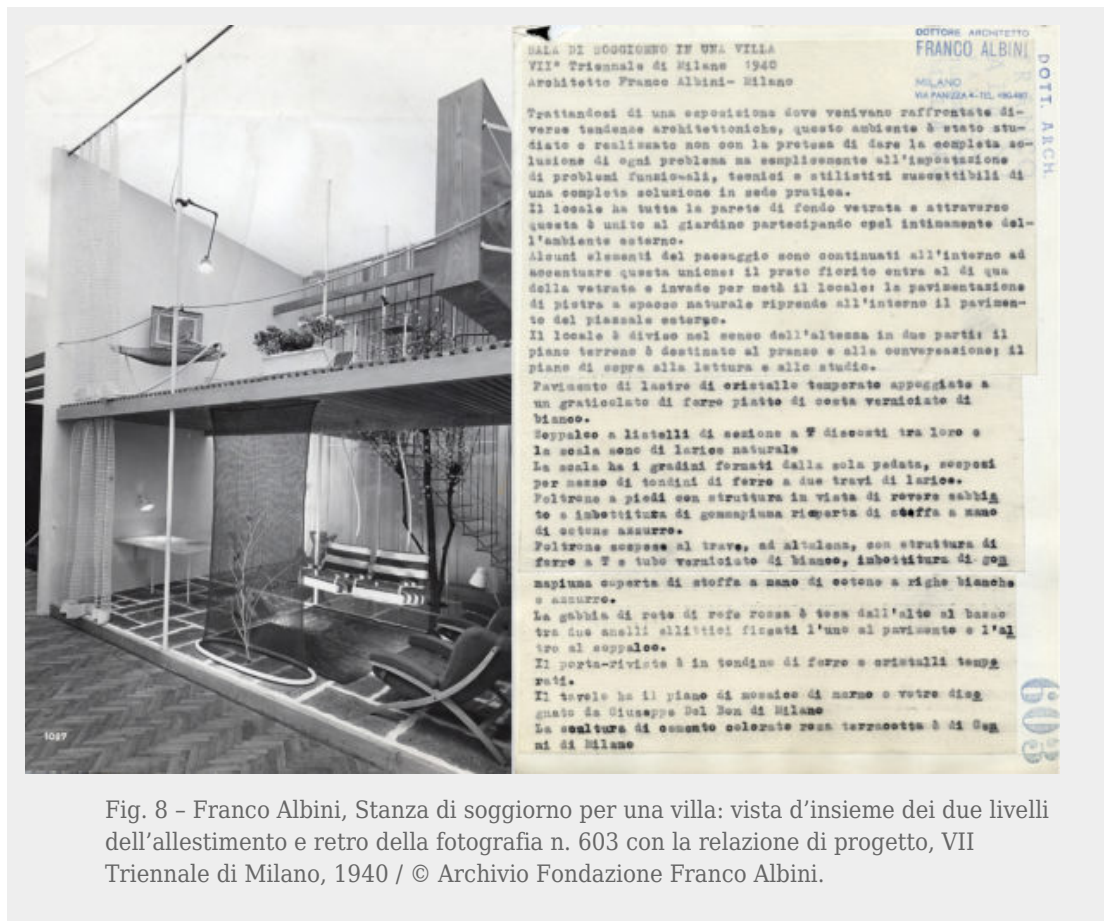 1087
DOTTORE ARCHITETTO
FRANCO ALBINI
MILANO
VIA PANIZZA 4 - TEL.
DOTT. ARCH.
SALA DI SOGGIORNO IN UNA VILLA
VII° Triennale di Milano 1940
Architetto Franco Albini- Milano
Trattandosi di una esposizione dove venivano raffrontate di-
verse tendenze architettoniche, questo ambiente è stato stu-
diato e realizzato non con la pretesa di dare la completa so-
luzione di ogni problema ma semplicemente all'impostazione
di problemi funzionali, tecnici e stilistici suscettibili di
una completa soluzione in sede pratica.
Il locale ha tutta la parete di fondo vetrata e attraverso
questa è unito al giardino partecipando così intimamente del-
l'ambiente esterno.
Alcuni elementi del paesaggio sono continuati all'interno ad
accentuare questa unione: il prato fiorito entra al di qua
della vetrata e invade per metà il locale: la pavimentazione
di pietra a spacco naturale riprende all'interno il pavimen-
to del piazzale esterno.
Il locale è diviso nel senso dell'altezza in due parti: il
piano terreno è destinato al pranzo e alla conversazione; il
piano di sopra alla lettura e allo studio.
Pavimento di lastre di cristallo temperato appoggiate a
un graticolato di ferro piatto di costa verniciato di
bianco.
Soppalco a listelli di sezione a T discosti tra loro e
la scala sono di larice naturale
La scala ha i gradini formati dalla sola pedata, sospesi
per mezzo di tondini di ferro a due travi di larice.
Poltrone a piedi con struttura in vista di rovere sabbia
to e imbottitura di gommapiuma ricoperta di stoffa a mano
di cotone azzurro.
Poltrone sospese al trave, ad altalena, con struttura di
ferro a T e tubo verniciato di bianco, imbottitura di gom
mapiuma coperta di stoffa a mano di cotone a righe bianche
e azzurro.
La gabbia di rete di refe rossa è tesa dall'alto al basso
tra due anelli ellittici fissati l'uno al pavimento e l'al
tro al soppalco.
Il porta-riviste è in tondino di ferro e cristalli tempe
rati.
Il tavolo ha il piano di mosaico di marmo e vetro dise
gnato da Giuseppe Del Bon di Milano
La scultura di cemento colorato rosa terracotta è di
di Milano
603
Fig. 8 – Franco Albini, Stanza di soggiorno per una villa: vista d’insieme dei due livelli
dell’allestimento e retro della fotografia n. 603 con la relazione di progetto, VII
Triennale di Milano, 1940 / © Archivio Fondazione Franco Albini.